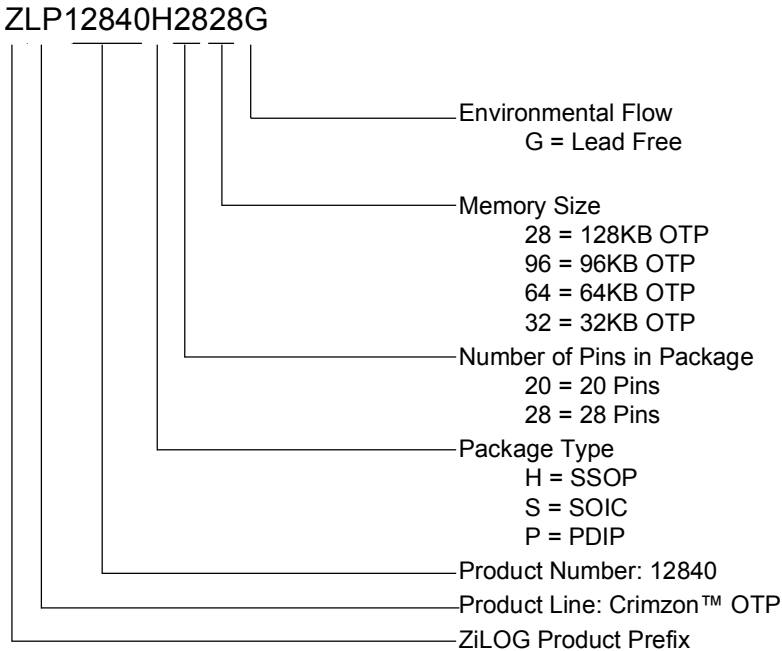 ZLP12840H2828G
Environmental Flow
G = Lead Free
Memory Size
28 = 128KB OTP
96 = 96KB OTP
64 = 64KB OTP
32 = 32KB OTP
Number of Pins in Package
20 = 20 Pins
28 = 28 Pins
Package Type
H = SSOP
S = SOIC
P = PDIP
Product Number: 12840
Product Line: Crimzon™ OTP
ZiLOG Product Prefix